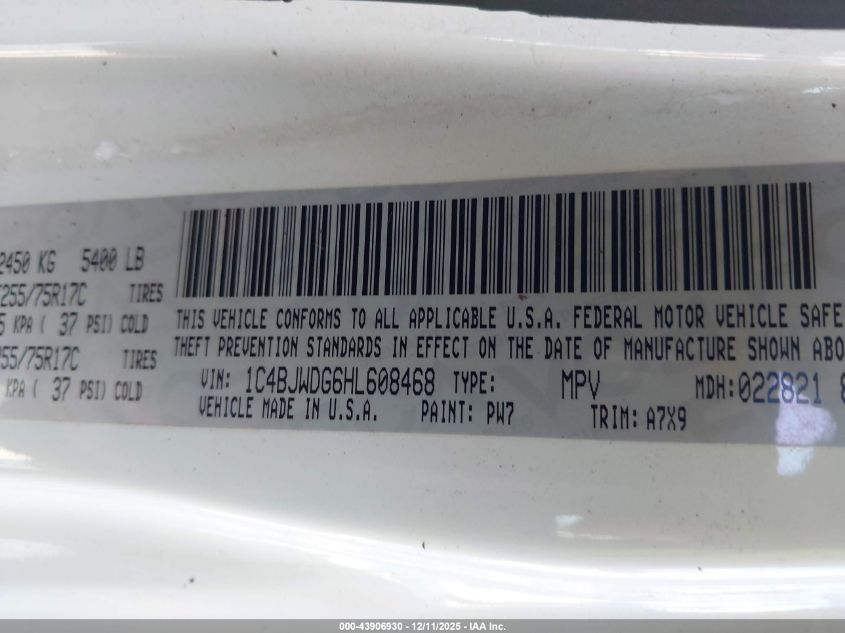 2450 KG 5400 LB
255/75R17C TIRES
5 KPA ( 37 PSI) COLD
255/75R17C TIRES
KPA ( 37 PSI) COLD
THIS VEHICLE CONFORMS TO ALL APPLICABLE U.S.A. FEDERAL MOTOR VEHICLE SAFE
THEFT PREVENTION STANDARDS IN EFFECT ON THE DATE OF MANUFACTURE SHOWN ABO
VIN: 1C4BJWDG6HL608468 TYPE: MPV MDH:022821 8
VEHICLE MADE IN U.S.A. PAINT: PW7 TRIM: A7X9
000-43906930 - 12/11/2025 - IAA Inc.